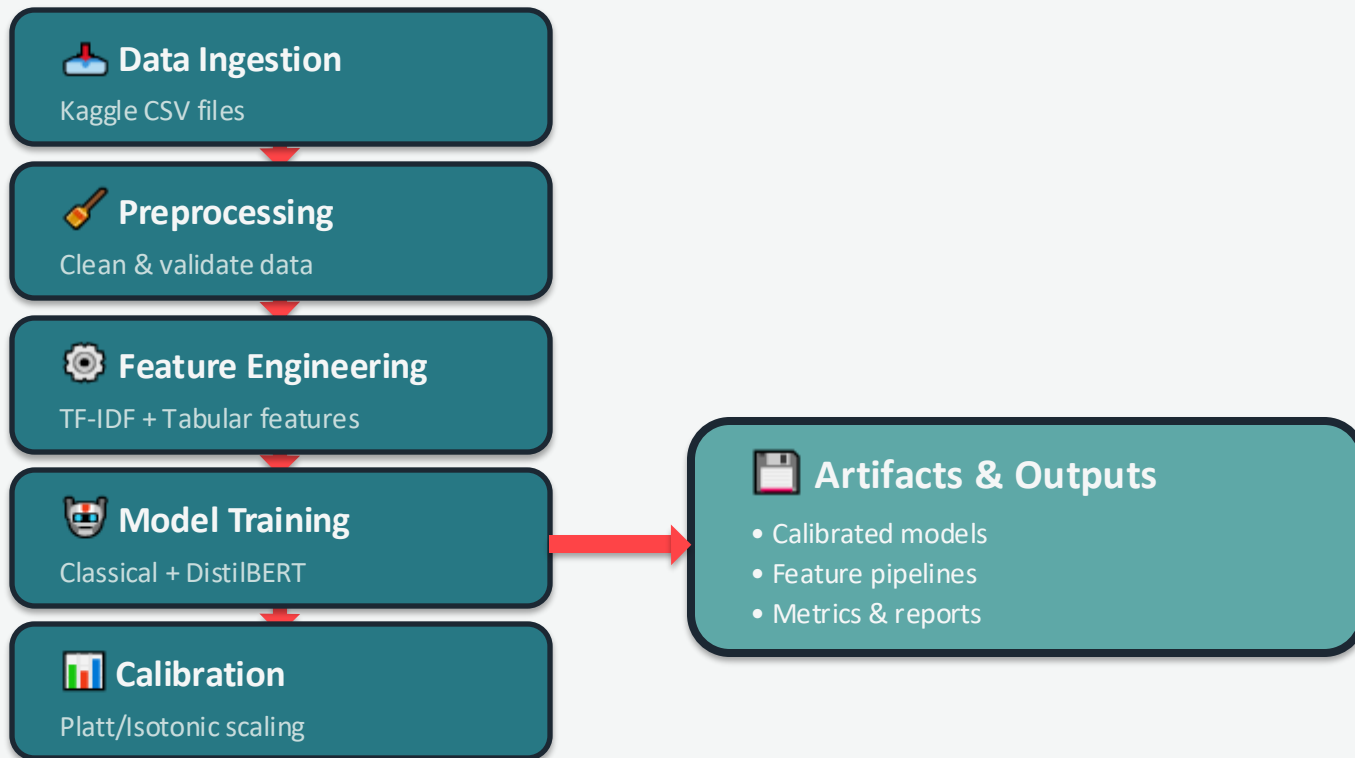 Data Ingestion
Kaggle CSV files
Preprocessing
Clean & validate data
Feature Engineering
TF-IDF + Tabular features
Model Training
Classical + DistilBERT
Calibration
Platt/Isotonic scaling
Artifacts & Outputs
• Calibrated models
• Feature pipelines
• Metrics & reports